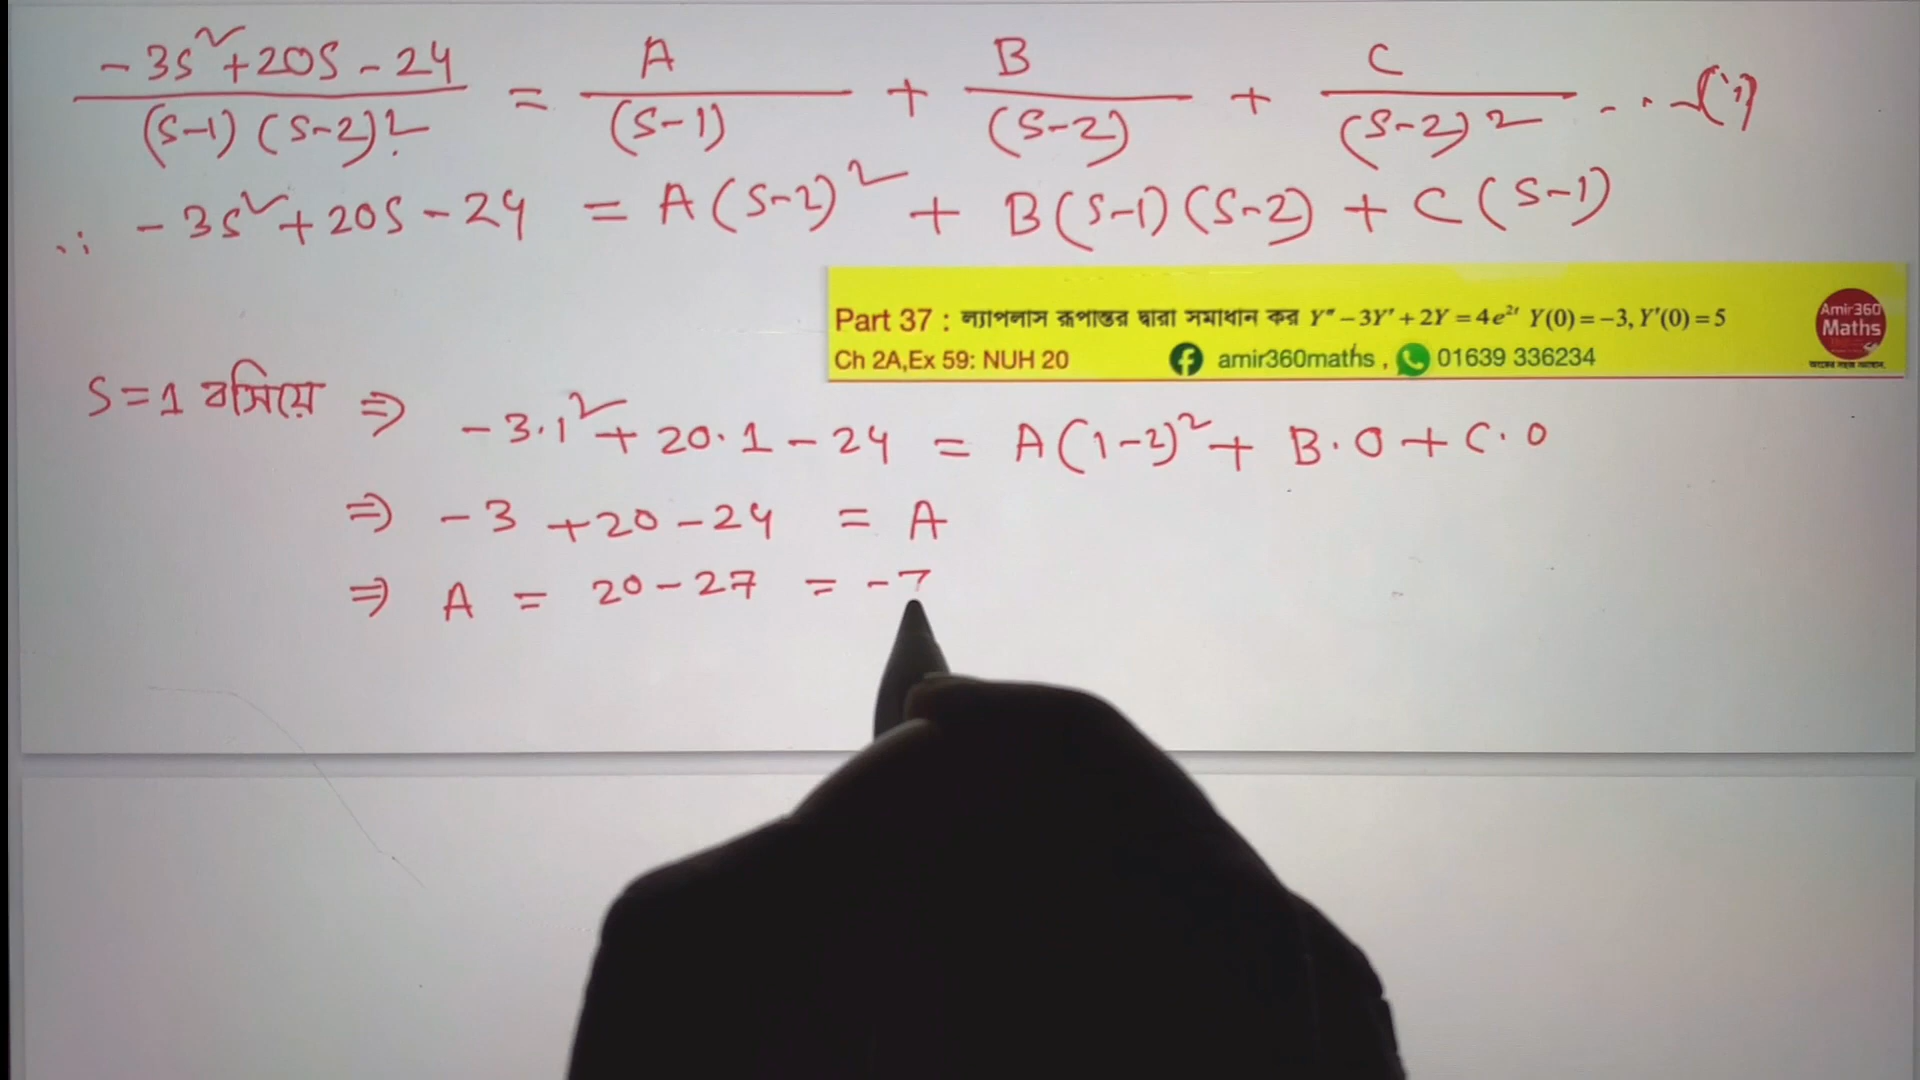 -3s²+20s-24 / (s-1)(s-2)² = A / (s-1) + B / (s-2) + C / (s-2)² ... (i)
∴ -3s²+20s-24 = A(s-2)² + B(s-1)(s-2) + C(s-1)
Part 37 : ল্যাপলাস রূপান্তর দ্বারা সমাধান কর Y″-3Y′+2Y=4e²ᵗ Y(0)=-3, Y′(0)=5
Ch 2A,Ex 59: NUH 20 amir360maths , 01639 336234
Amir360
Maths
s=1 বসিয়ে ⇒ -3.1²+20.1-24 = A(1-2)²+B.0+C.0
⇒ -3+20-24 = A
⇒ A = 20-27 = -7